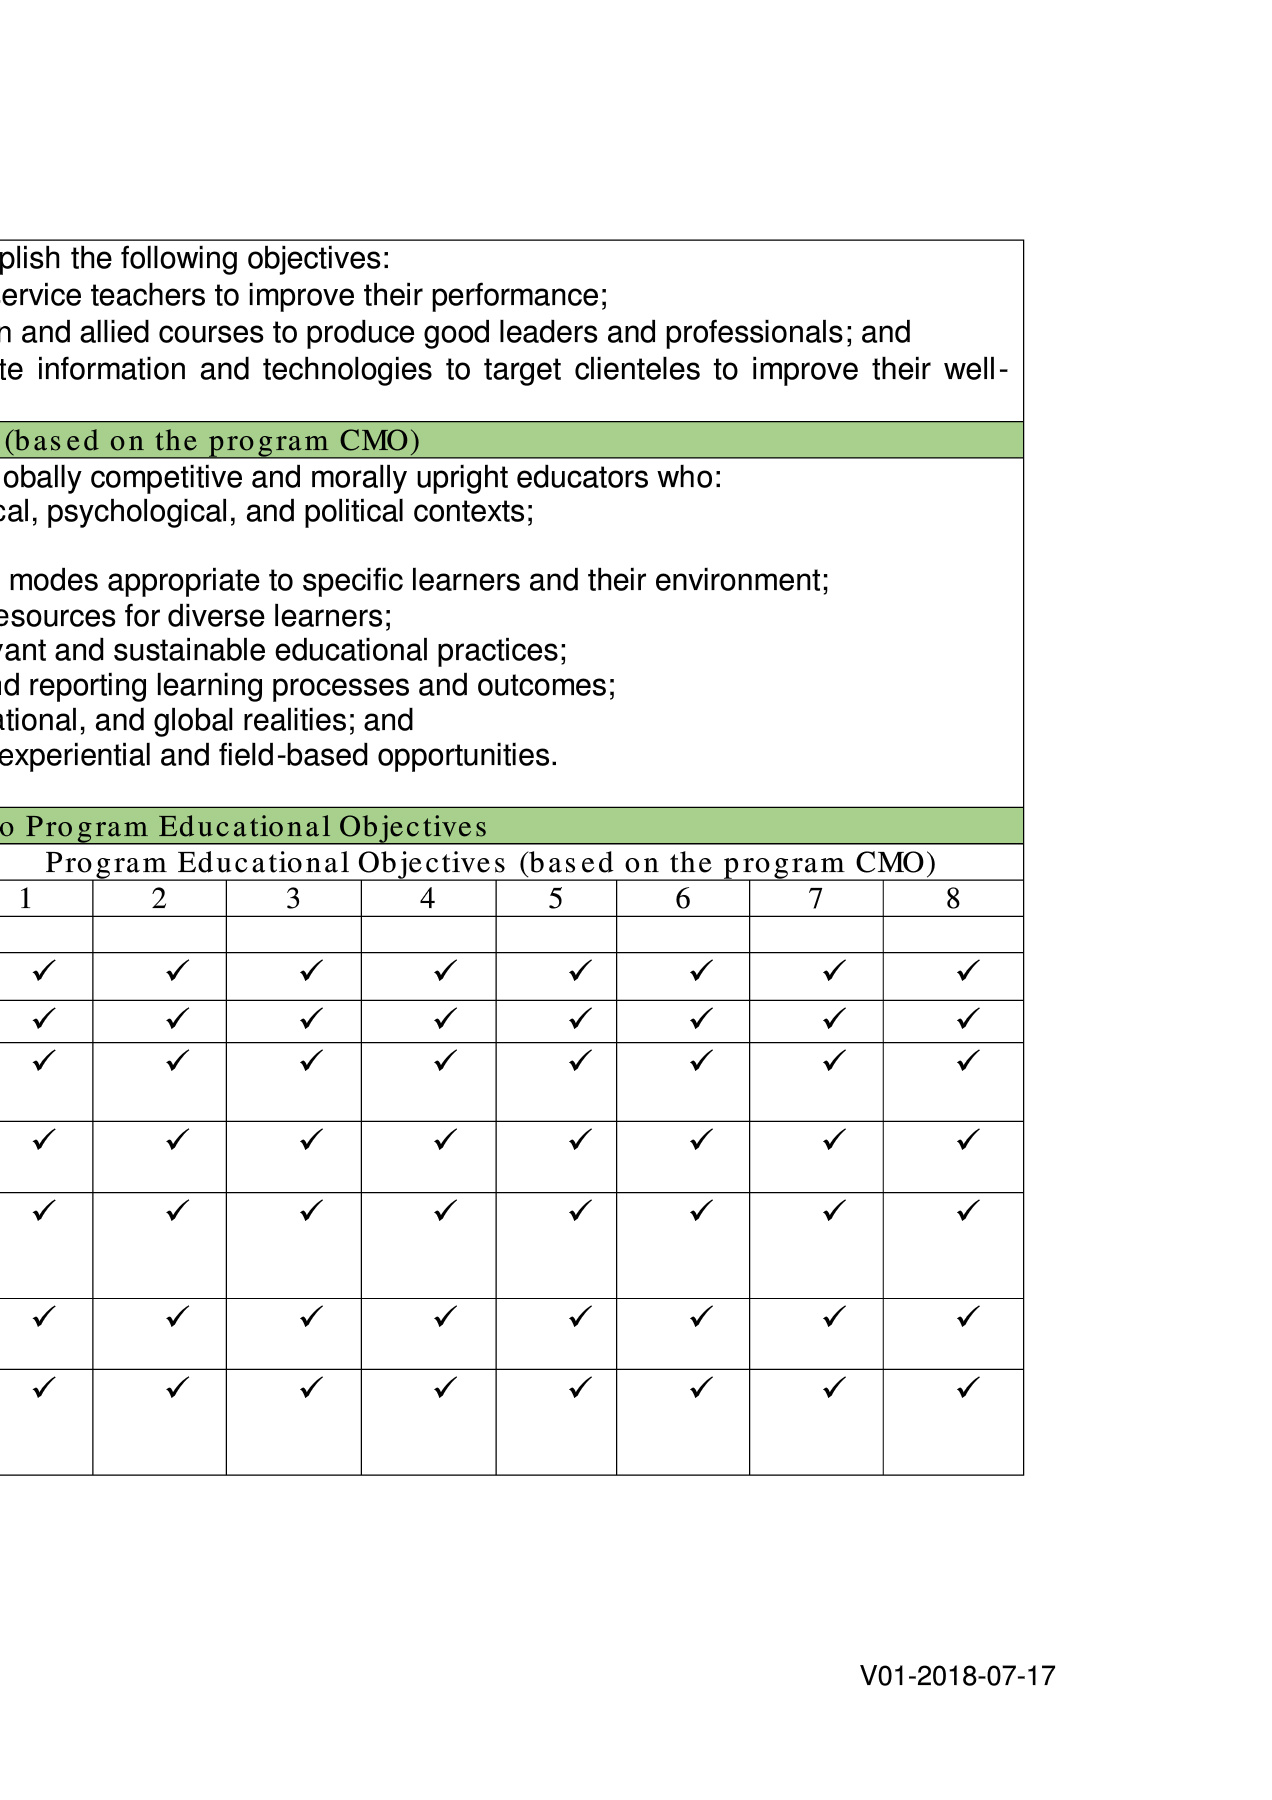 plish the following objectives:
service teachers to improve their performance;
n and allied courses to produce good leaders and professionals; and
te information and technologies to target clienteles to improve their well-
(based on the program CMO)
obally competitive and morally upright educators who:
cal, psychological, and political contexts;
modes appropriate to specific learners and their environment;
esources for diverse learners;
vant and sustainable educational practices;
nd reporting learning processes and outcomes;
ational, and global realities; and
experiential and field-based opportunities.
o Program Educational Objectives
Program Educational Objectives (based on the program CMO)
1 2 3 4 5 6 7 8
✓ ✓ ✓ ✓ ✓ ✓ ✓ ✓
✓ ✓ ✓ ✓ ✓ ✓ ✓ ✓
✓ ✓ ✓ ✓ ✓ ✓ ✓ ✓
✓ ✓ ✓ ✓ ✓ ✓ ✓ ✓
✓ ✓ ✓ ✓ ✓ ✓ ✓ ✓
✓ ✓ ✓ ✓ ✓ ✓ ✓ ✓
✓ ✓ ✓ ✓ ✓ ✓ ✓ ✓
V01-2018-07-17